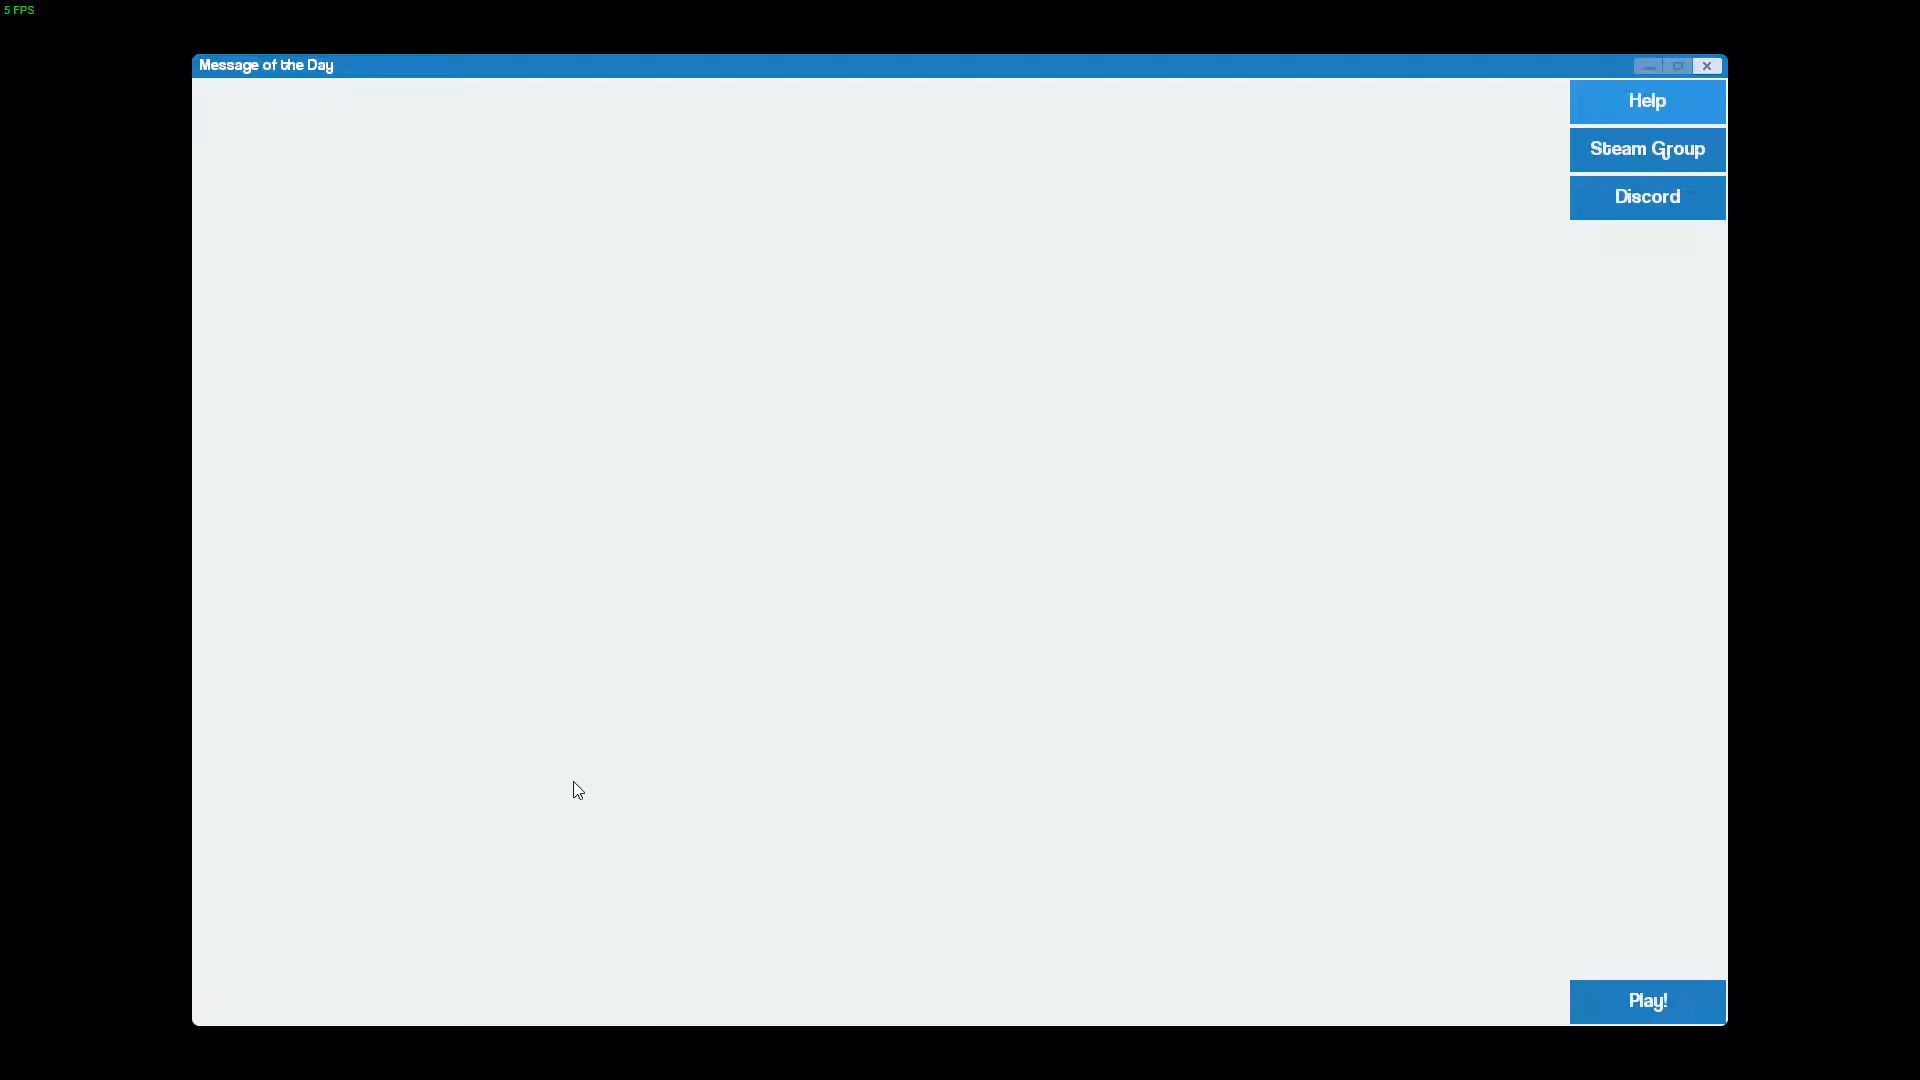 5 FPS
Message of the Day
Help
Steam Group
Discord
Play!